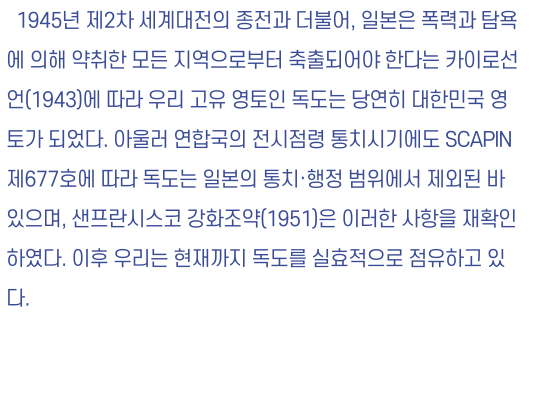 1945년 제2차 세계대전의 종전과 더불어, 일본은 폭력과 탐욕
에 의해 약취한 모든 지역으로부터 축출되어야 한다는 카이로선
언(1943)에 따라 우리 고유 영토인 독도는 당연히 대한민국 영
토가 되었다. 아울러 연합국의 전시점령 통치시기에도 SCAPIN
제677호에 따라 독도는 일본의 통치·행정 범위에서 제외된 바
있으며, 샌프란시스코 강화조약(1951)은 이러한 사항을 재확인
하였다. 이후 우리는 현재까지 독도를 실효적으로 점유하고 있
다.